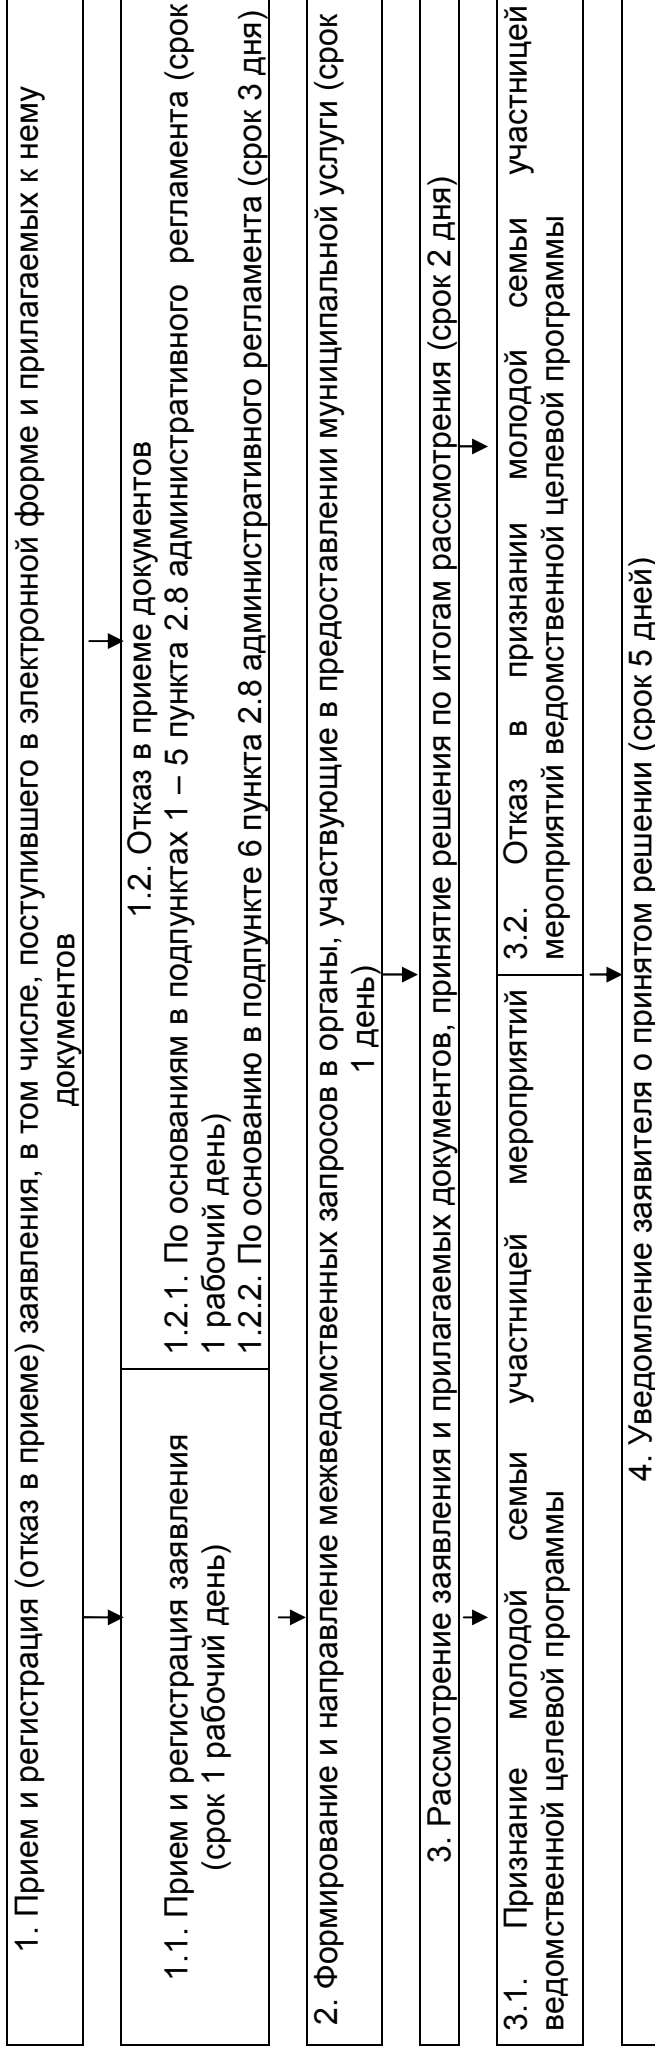 1. Прием и регистрация (отказ в приеме) заявления, в том числе, поступившего в электронной форме и прилагаемых к нему
документов
1.1. Прием и регистрация заявления
(срок 1 рабочий день)
1.2. Отказ в приеме документов
1.2.1. По основаниям в подпунктах 1 – 5 пункта 2.8 административного регламента (срок
1 рабочий день)
1.2.2. По основанию в подпункте 6 пункта 2.8 административного регламента (срок 3 дня)
2. Формирование и направление межведомственных запросов в органы, участвующие в предоставлении муниципальной услуги (срок
1 день)
3. Рассмотрение заявления и прилагаемых документов, принятие решения по итогам рассмотрения (срок 2 дня)
3.1. Признание молодой семьи участницей мероприятий
ведомственной целевой программы
3.2. Отказ в признании молодой семьи участницей
мероприятий ведомственной целевой программы
4. Уведомление заявителя о принятом решении (срок 5 дней)